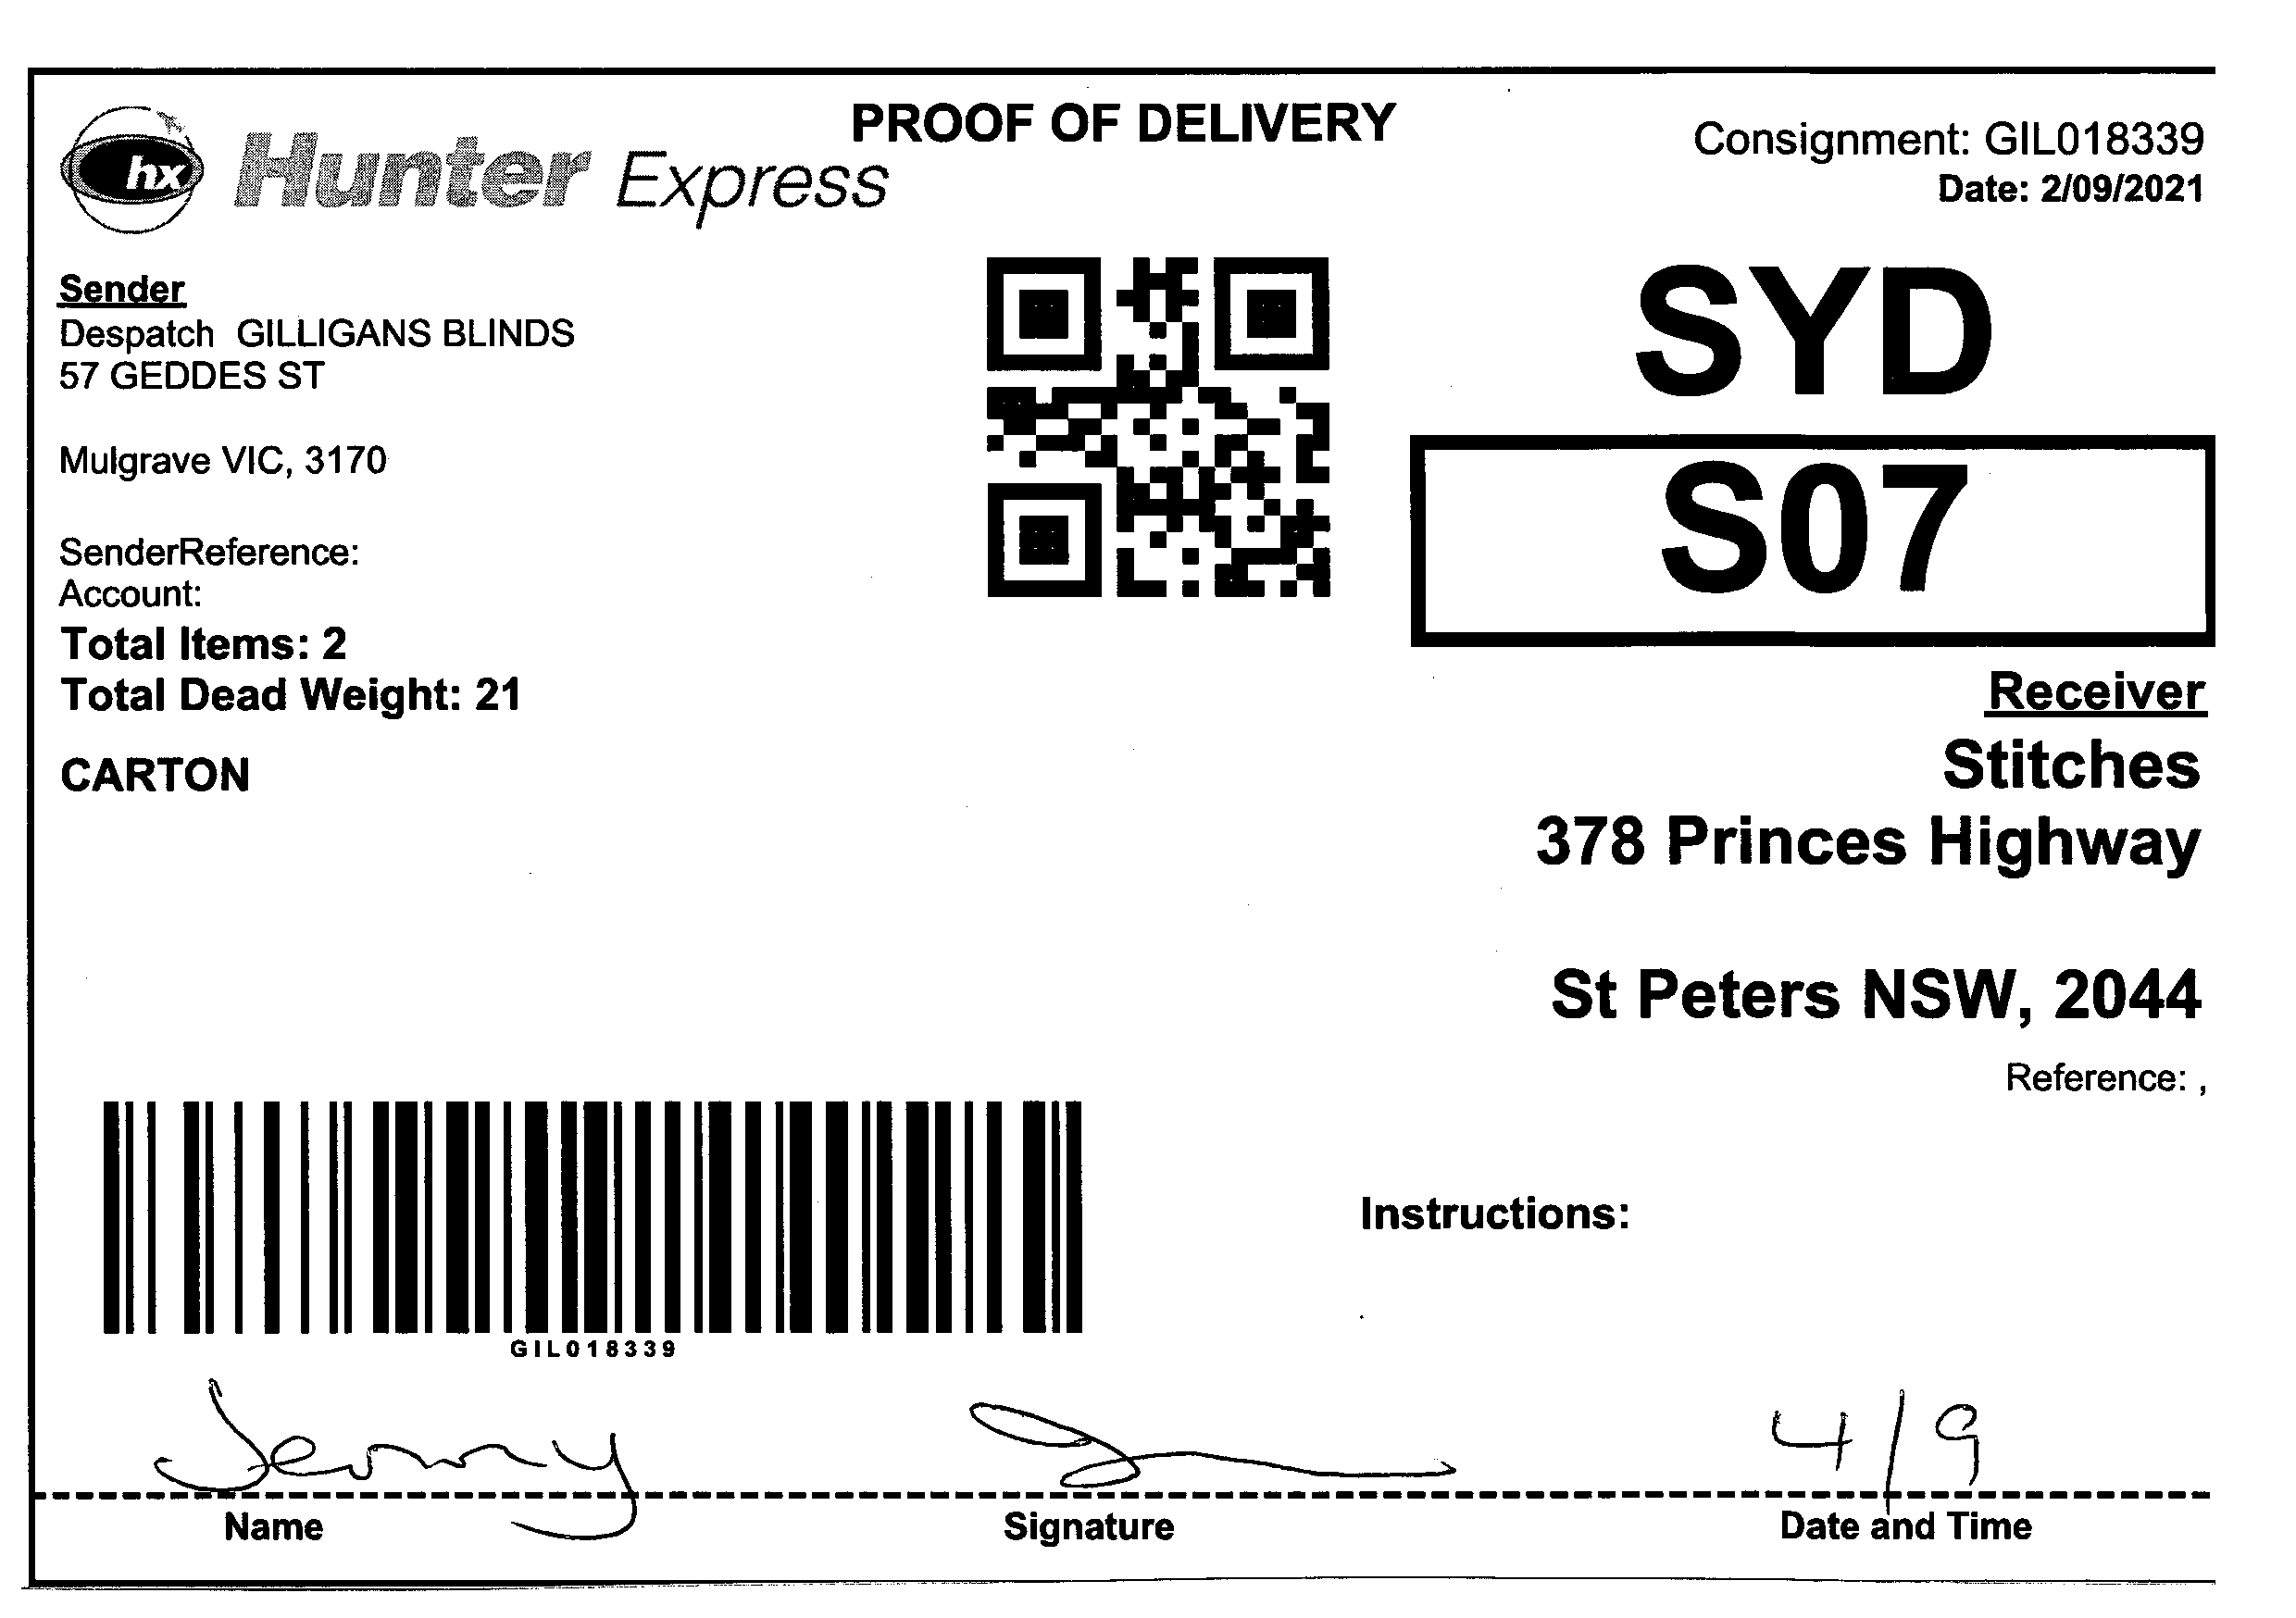 PROOF OF DELIVERY
hx Hunter Express
Consignment: GIL018339
Date: 2/09/2021
Sender
Despatch GILLIGANS BLINDS
57 GEDDES ST
Mulgrave VIC, 3170
SenderReference:
Account:
Total Items: 2
Total Dead Weight: 21
CARTON
SYD
S07
Receiver
Stitches
378 Princes Highway
St Peters NSW, 2044
Reference: ,
GIL018339
Instructions:
Jenny
4/9
Name
Signature
Date and Time